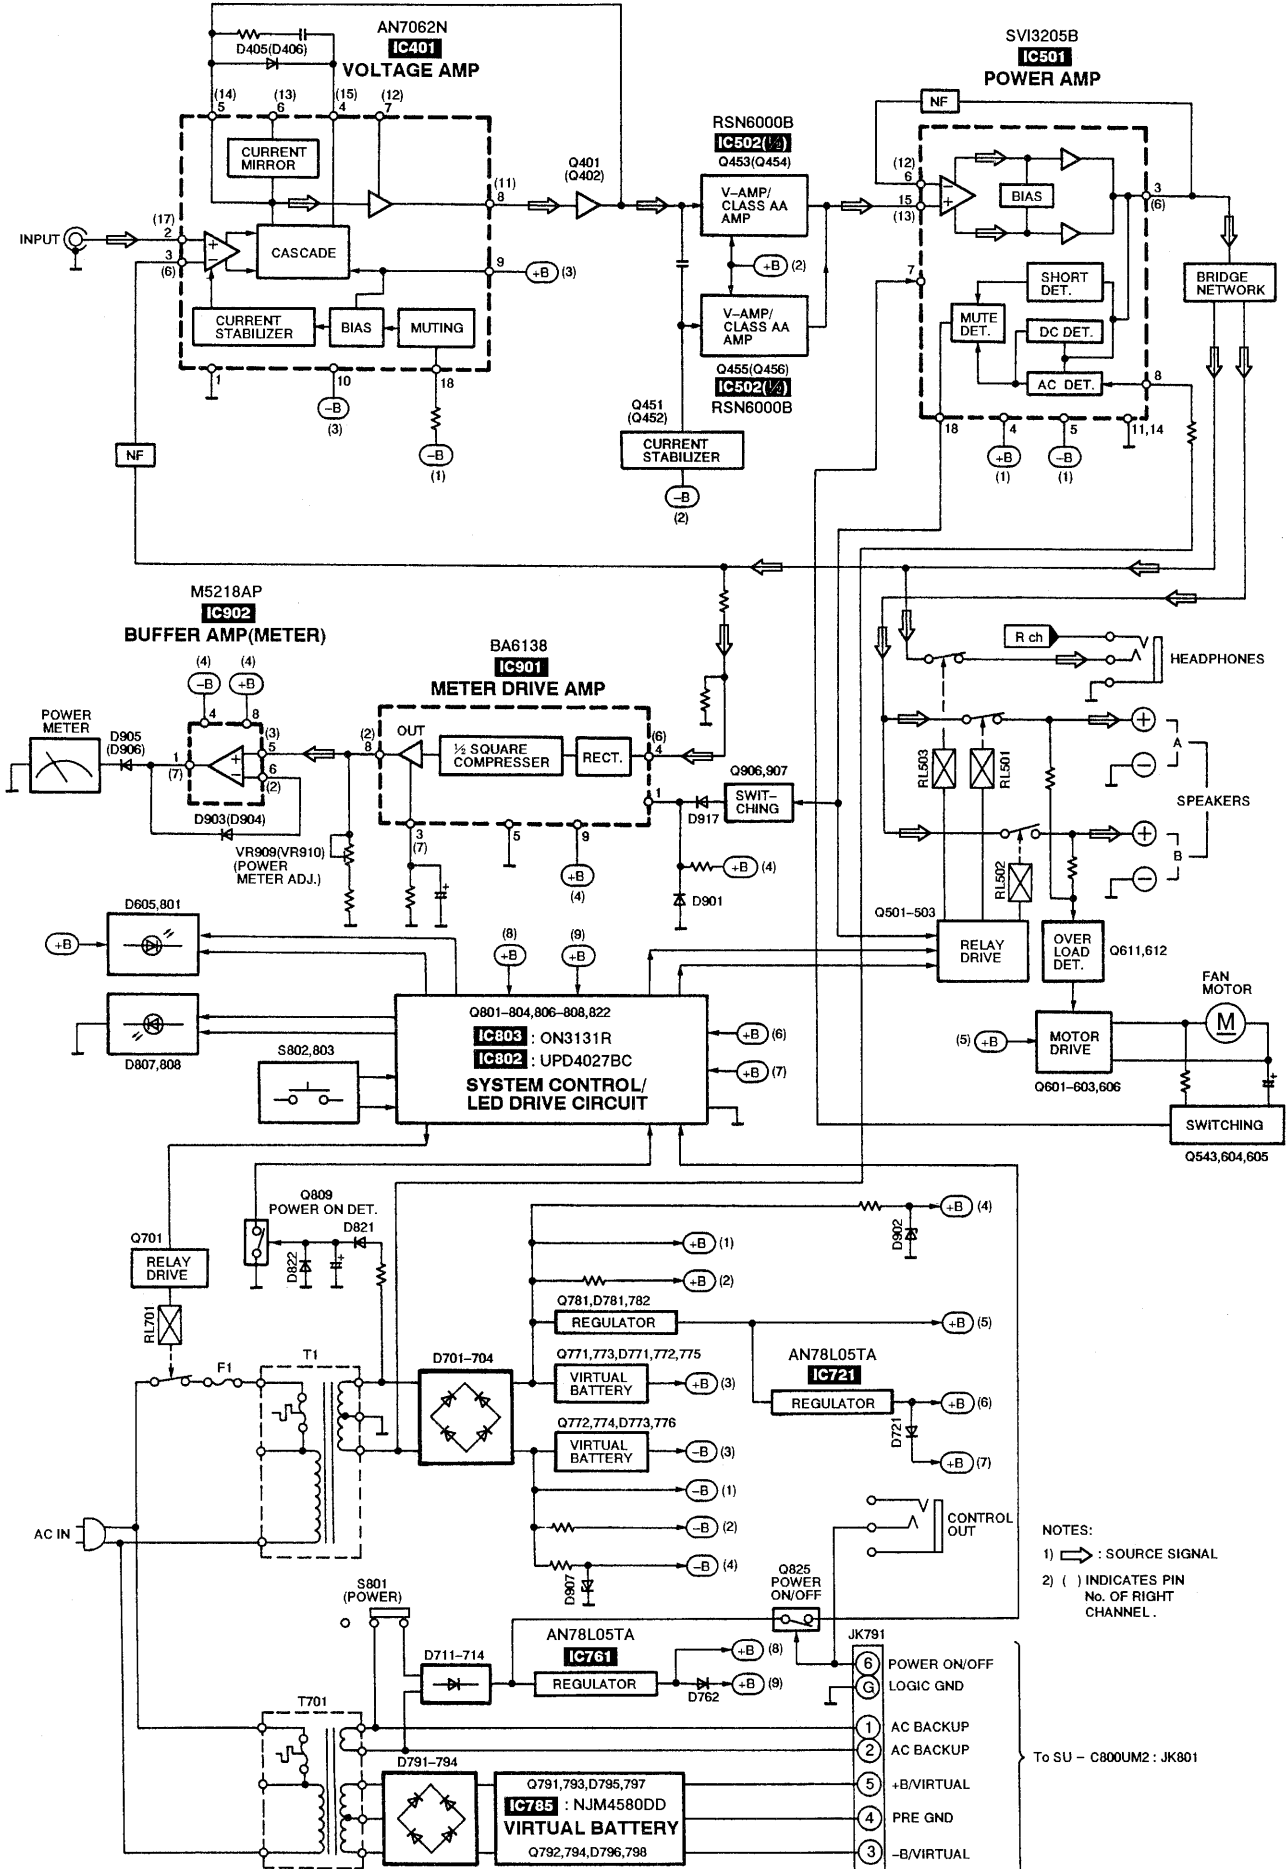 AN7062N
IC401
VOLTAGE AMP
D405(D406)
(14)
5
(13)
6
(15)
4
(12)
7
CURRENT
MIRROR
(11)
8
(17)
2
INPUT
3
(6)
+
−
CASCADE
9
+B
(3)
CURRENT
STABILIZER
BIAS
MUTING
1
10
18
−B
(3)
−B
(1)
NF
Q401
(Q402)
RSN6000B
IC502(½)
Q453(Q454)
V−AMP/
CLASS AA
AMP
+B
(2)
V−AMP/
CLASS AA
AMP
Q455(Q456)
IC502(½)
RSN6000B
Q451
(Q452)
CURRENT
STABILIZER
−B
(2)
SVI3205B
IC501
POWER AMP
NF
(12)
6
15
(13)
−
+
BIAS
3
(6)
7
SHORT
DET.
MUTE
DET.
DC DET.
AC DET.
8
18
4
5
11,14
+B
(1)
−B
(1)
BRIDGE
NETWORK
M5218AP
IC902
BUFFER AMP(METER)
(4)
−B
(4)
+B
4
8
POWER
METER
D905
(D906)
1
(7)
(3)
5
6
(2)
+
−
D903(D904)
BA6138
IC901
METER DRIVE AMP
(2)
8
OUT
½ SQUARE
COMPRESSER
RECT.
(6)
4
1
3
(7)
5
9
+B
(4)
VR909(VR910)
(POWER
METER ADJ.)
Q906,907
SWIT−
CHING
D917
+B
(4)
D901
R ch
HEADPHONES
RL503
RL501
RL502
+
−
A
+
−
B
SPEAKERS
Q501−503
RELAY
DRIVE
OVER
LOAD
DET.
Q611,612
FAN
MOTOR
M
(5)
+B
MOTOR
DRIVE
Q601−603,606
SWITCHING
Q543,604,605
D605,801
+B
D807,808
S802,803
(8)
+B
(9)
+B
Q801−804,806−808,822
IC803 : ON3131R
IC802 : UPD4027BC
SYSTEM CONTROL/
LED DRIVE CIRCUIT
+B (6)
+B (7)
Q809
POWER ON DET.
D821
D822
Q701
RELAY
DRIVE
RL701
F1
T1
D701−704
D902
+B (4)
+B (1)
+B (2)
Q781,D781,782
REGULATOR
+B (5)
Q771,773,D771,772,775
VIRTUAL
BATTERY
+B (3)
AN78L05TA
IC721
REGULATOR
+B (6)
D721
+B (7)
Q772,774,D773,776
VIRTUAL
BATTERY
−B (3)
−B (1)
−B (2)
−B (4)
D907
AC IN
CONTROL
OUT
NOTES:
1) : SOURCE SIGNAL
2) ( ) INDICATES PIN
No. OF RIGHT
CHANNEL.
Q825
POWER
ON/OFF
S801
(POWER)
D711−714
AN78L05TA
IC761
REGULATOR
+B (8)
D762
+B (9)
T701
D791−794
Q791,793,D795,797
IC785 : NJM4580DD
VIRTUAL BATTERY
Q792,794,D796,798
JK791
6 POWER ON/OFF
G LOGIC GND
1 AC BACKUP
2 AC BACKUP
5 +B/VIRTUAL
4 PRE GND
3 −B/VIRTUAL
To SU − C800UM2 : JK801